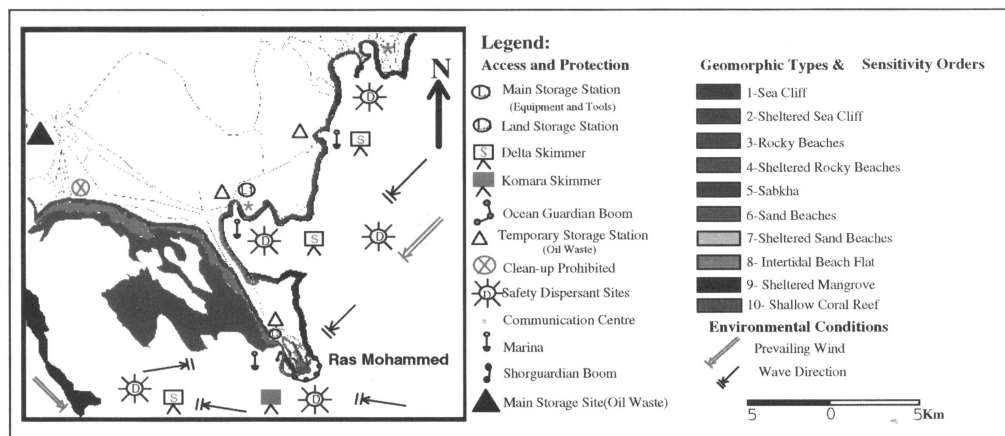 N
D
S
L
D
S
D
Ras Mohammed
D
S
D
Legend:
Access and Protection
Main Storage Station
(Equipment and Tools)
Land Storage Station
Delta Skimmer
Komara Skimmer
Ocean Guardian Boom
Temporary Storage Station
(Oil Waste)
Clean-up Prohibited
Safety Dispersant Sites
Communication Centre
Marina
Shorguardian Boom
Main Storage Site(Oil Waste)
Geomorphic Types & Sensitivity Orders
1-Sea Cliff
2-Sheltered Sea Cliff
3-Rocky Beaches
4-Sheltered Rocky Beaches
5-Sabkha
6-Sand Beaches
7-Sheltered Sand Beaches
8- Intertidal Beach Flat
9- Sheltered Mangrove
10- Shallow Coral Reef
Environmental Conditions
Prevailing Wind
Wave Direction
5 0 5Km